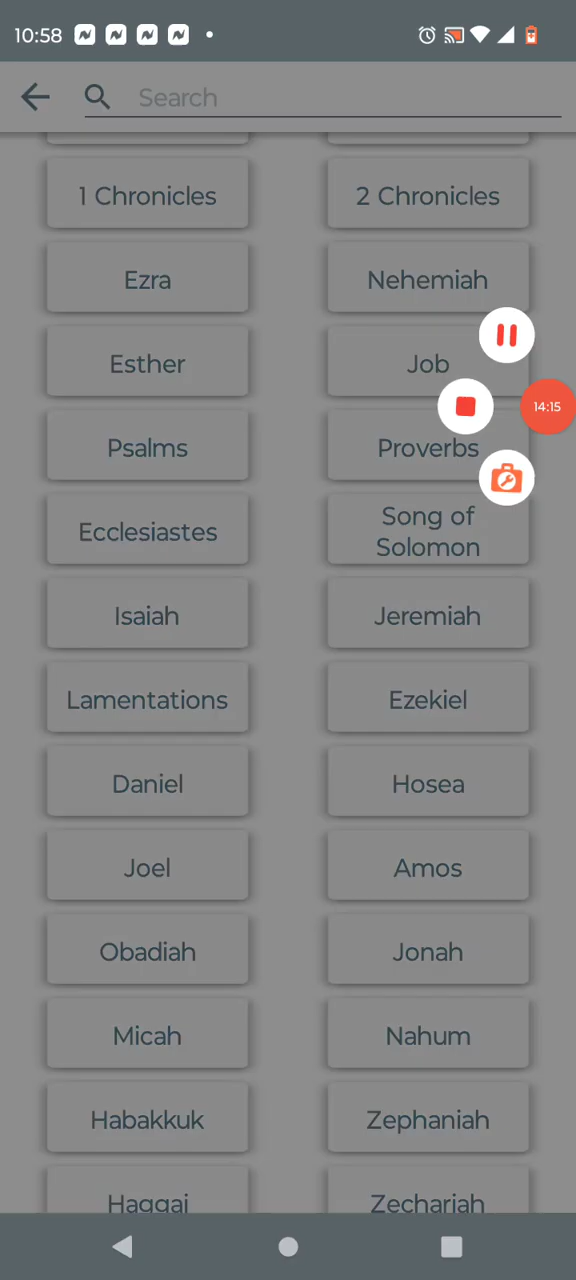 10:58
Search
1 Chronicles
2 Chronicles
Ezra
Nehemiah
Esther
Job
14:15
Psalms
Proverbs
Ecclesiastes
Song of
Solomon
Isaiah
Jeremiah
Lamentations
Ezekiel
Daniel
Hosea
Joel
Amos
Obadiah
Jonah
Micah
Nahum
Habakkuk
Zephaniah
Haggai
Zechariah